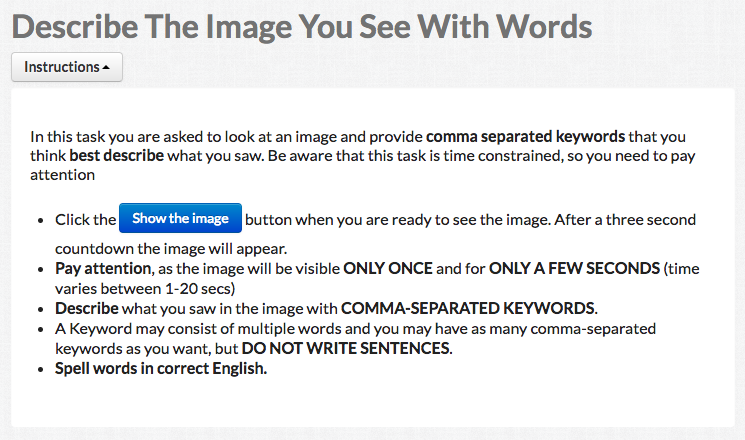 Describe The Image You See With Words
Instructions
In this task you are asked to look at an image and provide comma separated keywords that you
think best describe what you saw. Be aware that this task is time constrained, so you need to pay
attention
• Click the Show the image button when you are ready to see the image. After a three second
countdown the image will appear.
• Pay attention, as the image will be visible ONLY ONCE and for ONLY A FEW SECONDS (time
varies between 1-20 secs)
• Describe what you saw in the image with COMMA-SEPARATED KEYWORDS.
• A Keyword may consist of multiple words and you may have as many comma-separated
keywords as you want, but DO NOT WRITE SENTENCES.
• Spell words in correct English.